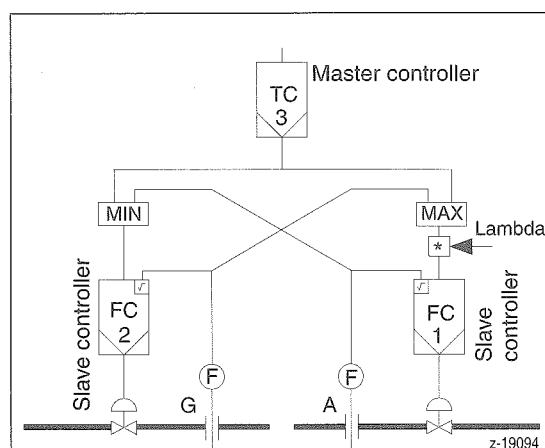 TC
3
Master controller
MIN
MAX
*
Lambda
Slave controller
√
FC
2
√
FC
1
Slave
controller
F
F
G
A
z-19094